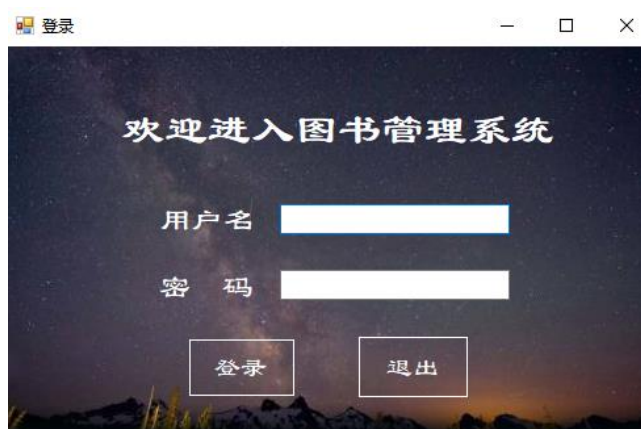 登录
欢迎进入图书管理系统
用户名
密 码
登录 退出